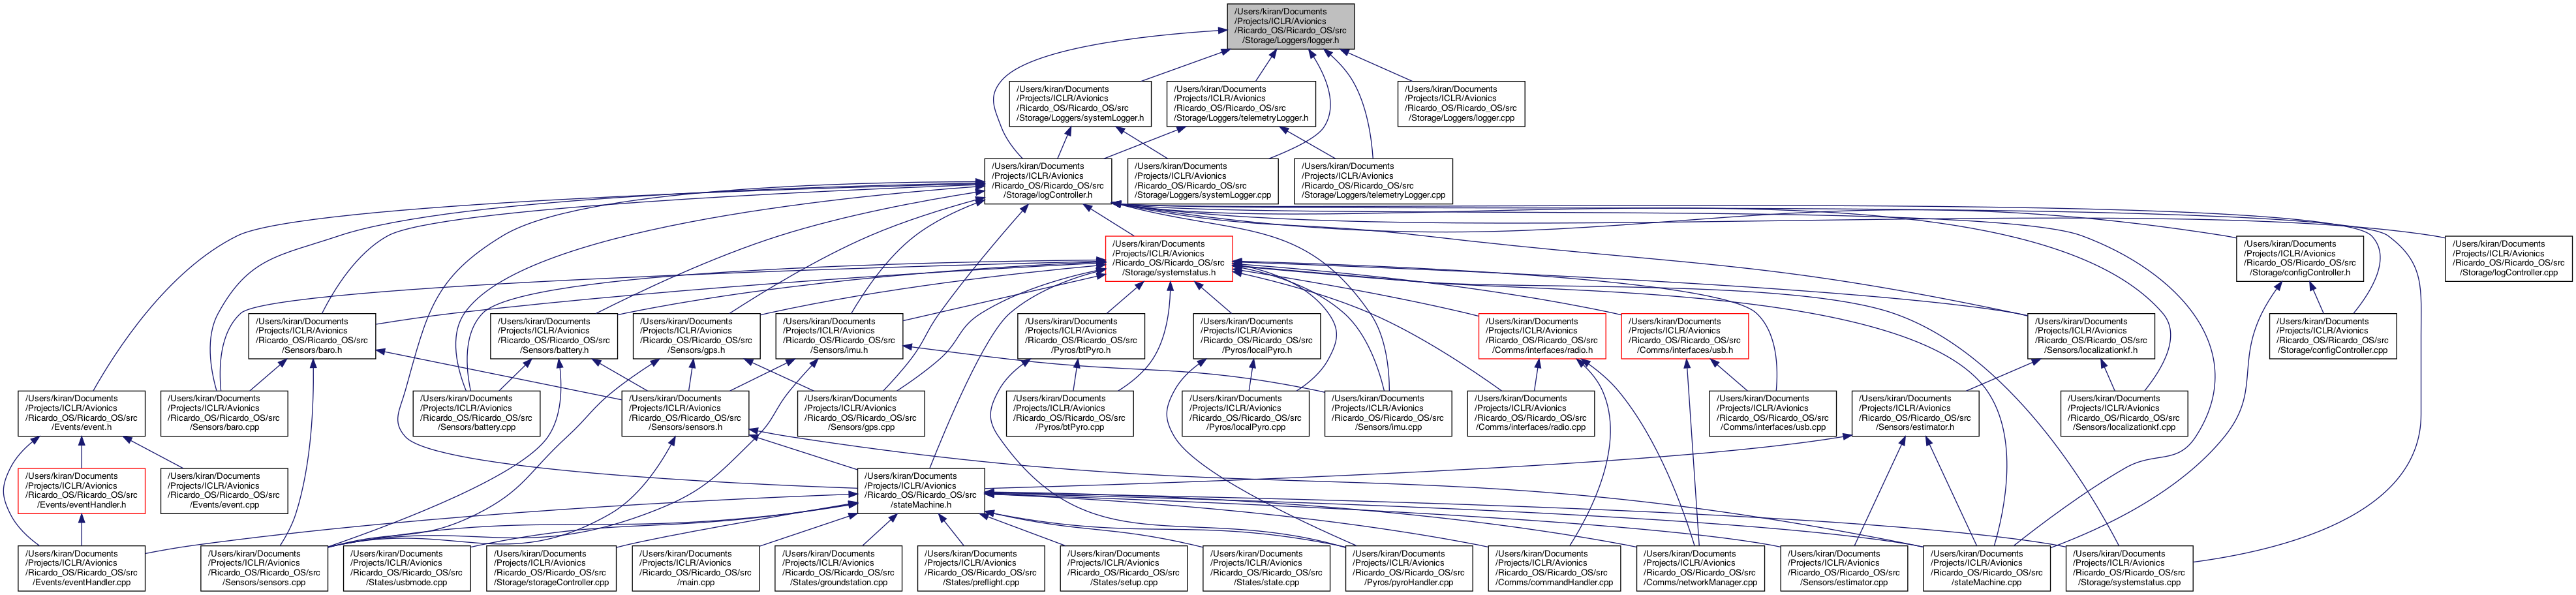 /Users/kiran/Documents
/Projects/ICLR/Avionics
/Ricardo_OS/Ricardo_OS/src
/Storage/Loggers/logger.h
/Users/kiran/Documents
/Projects/ICLR/Avionics
/Ricardo_OS/Ricardo_OS/src
/Storage/Loggers/systemLogger.h
/Users/kiran/Documents
/Projects/ICLR/Avionics
/Ricardo_OS/Ricardo_OS/src
/Storage/Loggers/telemetryLogger.h
/Users/kiran/Documents
/Projects/ICLR/Avionics
/Ricardo_OS/Ricardo_OS/src
/Storage/Loggers/logger.cpp
/Users/kiran/Documents
/Projects/ICLR/Avionics
/Ricardo_OS/Ricardo_OS/src
/Storage/logController.h
/Users/kiran/Documents
/Projects/ICLR/Avionics
/Ricardo_OS/Ricardo_OS/src
/Storage/Loggers/systemLogger.cpp
/Users/kiran/Documents
/Projects/ICLR/Avionics
/Ricardo_OS/Ricardo_OS/src
/Storage/Loggers/telemetryLogger.cpp
/Users/kiran/Documents
/Projects/ICLR/Avionics
/Ricardo_OS/Ricardo_OS/src
/Storage/systemstatus.h
/Users/kiran/Documents
/Projects/ICLR/Avionics
/Ricardo_OS/Ricardo_OS/src
/Storage/configController.h
/Users/kiran/Documents
/Projects/ICLR/Avionics
/Ricardo_OS/Ricardo_OS/src
/Storage/logController.cpp
/Users/kiran/Documents
/Projects/ICLR/Avionics
/Ricardo_OS/Ricardo_OS/src
/Sensors/baro.h
/Users/kiran/Documents
/Projects/ICLR/Avionics
/Ricardo_OS/Ricardo_OS/src
/Sensors/battery.h
/Users/kiran/Documents
/Projects/ICLR/Avionics
/Ricardo_OS/Ricardo_OS/src
/Sensors/gps.h
/Users/kiran/Documents
/Projects/ICLR/Avionics
/Ricardo_OS/Ricardo_OS/src
/Sensors/imu.h
/Users/kiran/Documents
/Projects/ICLR/Avionics
/Ricardo_OS/Ricardo_OS/src
/Pyros/btPyro.h
/Users/kiran/Documents
/Projects/ICLR/Avionics
/Ricardo_OS/Ricardo_OS/src
/Pyros/localPyro.h
/Users/kiran/Documents
/Projects/ICLR/Avionics
/Ricardo_OS/Ricardo_OS/src
/Comms/interfaces/radio.h
/Users/kiran/Documents
/Projects/ICLR/Avionics
/Ricardo_OS/Ricardo_OS/src
/Comms/interfaces/usb.h
/Users/kiran/Documents
/Projects/ICLR/Avionics
/Ricardo_OS/Ricardo_OS/src
/Sensors/localizationkf.h
/Users/kiran/Documents
/Projects/ICLR/Avionics
/Ricardo_OS/Ricardo_OS/src
/Storage/configController.cpp
/Users/kiran/Documents
/Projects/ICLR/Avionics
/Ricardo_OS/Ricardo_OS/src
/Events/event.h
/Users/kiran/Documents
/Projects/ICLR/Avionics
/Ricardo_OS/Ricardo_OS/src
/Sensors/baro.cpp
/Users/kiran/Documents
/Projects/ICLR/Avionics
/Ricardo_OS/Ricardo_OS/src
/Sensors/battery.cpp
/Users/kiran/Documents
/Projects/ICLR/Avionics
/Ricardo_OS/Ricardo_OS/src
/Sensors/sensors.h
/Users/kiran/Documents
/Projects/ICLR/Avionics
/Ricardo_OS/Ricardo_OS/src
/Sensors/gps.cpp
/Users/kiran/Documents
/Projects/ICLR/Avionics
/Ricardo_OS/Ricardo_OS/src
/Pyros/btPyro.cpp
/Users/kiran/Documents
/Projects/ICLR/Avionics
/Ricardo_OS/Ricardo_OS/src
/Pyros/localPyro.cpp
/Users/kiran/Documents
/Projects/ICLR/Avionics
/Ricardo_OS/Ricardo_OS/src
/Sensors/imu.cpp
/Users/kiran/Documents
/Projects/ICLR/Avionics
/Ricardo_OS/Ricardo_OS/src
/Comms/interfaces/radio.cpp
/Users/kiran/Documents
/Projects/ICLR/Avionics
/Ricardo_OS/Ricardo_OS/src
/Comms/interfaces/usb.cpp
/Users/kiran/Documents
/Projects/ICLR/Avionics
/Ricardo_OS/Ricardo_OS/src
/Sensors/estimator.h
/Users/kiran/Documents
/Projects/ICLR/Avionics
/Ricardo_OS/Ricardo_OS/src
/Sensors/localizationkf.cpp
/Users/kiran/Documents
/Projects/ICLR/Avionics
/Ricardo_OS/Ricardo_OS/src
/Events/eventHandler.h
/Users/kiran/Documents
/Projects/ICLR/Avionics
/Ricardo_OS/Ricardo_OS/src
/Events/event.cpp
/Users/kiran/Documents
/Projects/ICLR/Avionics
/Ricardo_OS/Ricardo_OS/src
/stateMachine.h
/Users/kiran/Documents
/Projects/ICLR/Avionics
/Ricardo_OS/Ricardo_OS/src
/Events/eventHandler.cpp
/Users/kiran/Documents
/Projects/ICLR/Avionics
/Ricardo_OS/Ricardo_OS/src
/Sensors/sensors.cpp
/Users/kiran/Documents
/Projects/ICLR/Avionics
/Ricardo_OS/Ricardo_OS/src
/States/usbmode.cpp
/Users/kiran/Documents
/Projects/ICLR/Avionics
/Ricardo_OS/Ricardo_OS/src
/Storage/storageController.cpp
/Users/kiran/Documents
/Projects/ICLR/Avionics
/Ricardo_OS/Ricardo_OS/src
/main.cpp
/Users/kiran/Documents
/Projects/ICLR/Avionics
/Ricardo_OS/Ricardo_OS/src
/States/groundstation.cpp
/Users/kiran/Documents
/Projects/ICLR/Avionics
/Ricardo_OS/Ricardo_OS/src
/States/preflight.cpp
/Users/kiran/Documents
/Projects/ICLR/Avionics
/Ricardo_OS/Ricardo_OS/src
/States/setup.cpp
/Users/kiran/Documents
/Projects/ICLR/Avionics
/Ricardo_OS/Ricardo_OS/src
/States/state.cpp
/Users/kiran/Documents
/Projects/ICLR/Avionics
/Ricardo_OS/Ricardo_OS/src
/Pyros/pyroHandler.cpp
/Users/kiran/Documents
/Projects/ICLR/Avionics
/Ricardo_OS/Ricardo_OS/src
/Comms/commandHandler.cpp
/Users/kiran/Documents
/Projects/ICLR/Avionics
/Ricardo_OS/Ricardo_OS/src
/Comms/networkManager.cpp
/Users/kiran/Documents
/Projects/ICLR/Avionics
/Ricardo_OS/Ricardo_OS/src
/Sensors/estimator.cpp
/Users/kiran/Documents
/Projects/ICLR/Avionics
/Ricardo_OS/Ricardo_OS/src
/stateMachine.cpp
/Users/kiran/Documents
/Projects/ICLR/Avionics
/Ricardo_OS/Ricardo_OS/src
/Storage/systemstatus.cpp